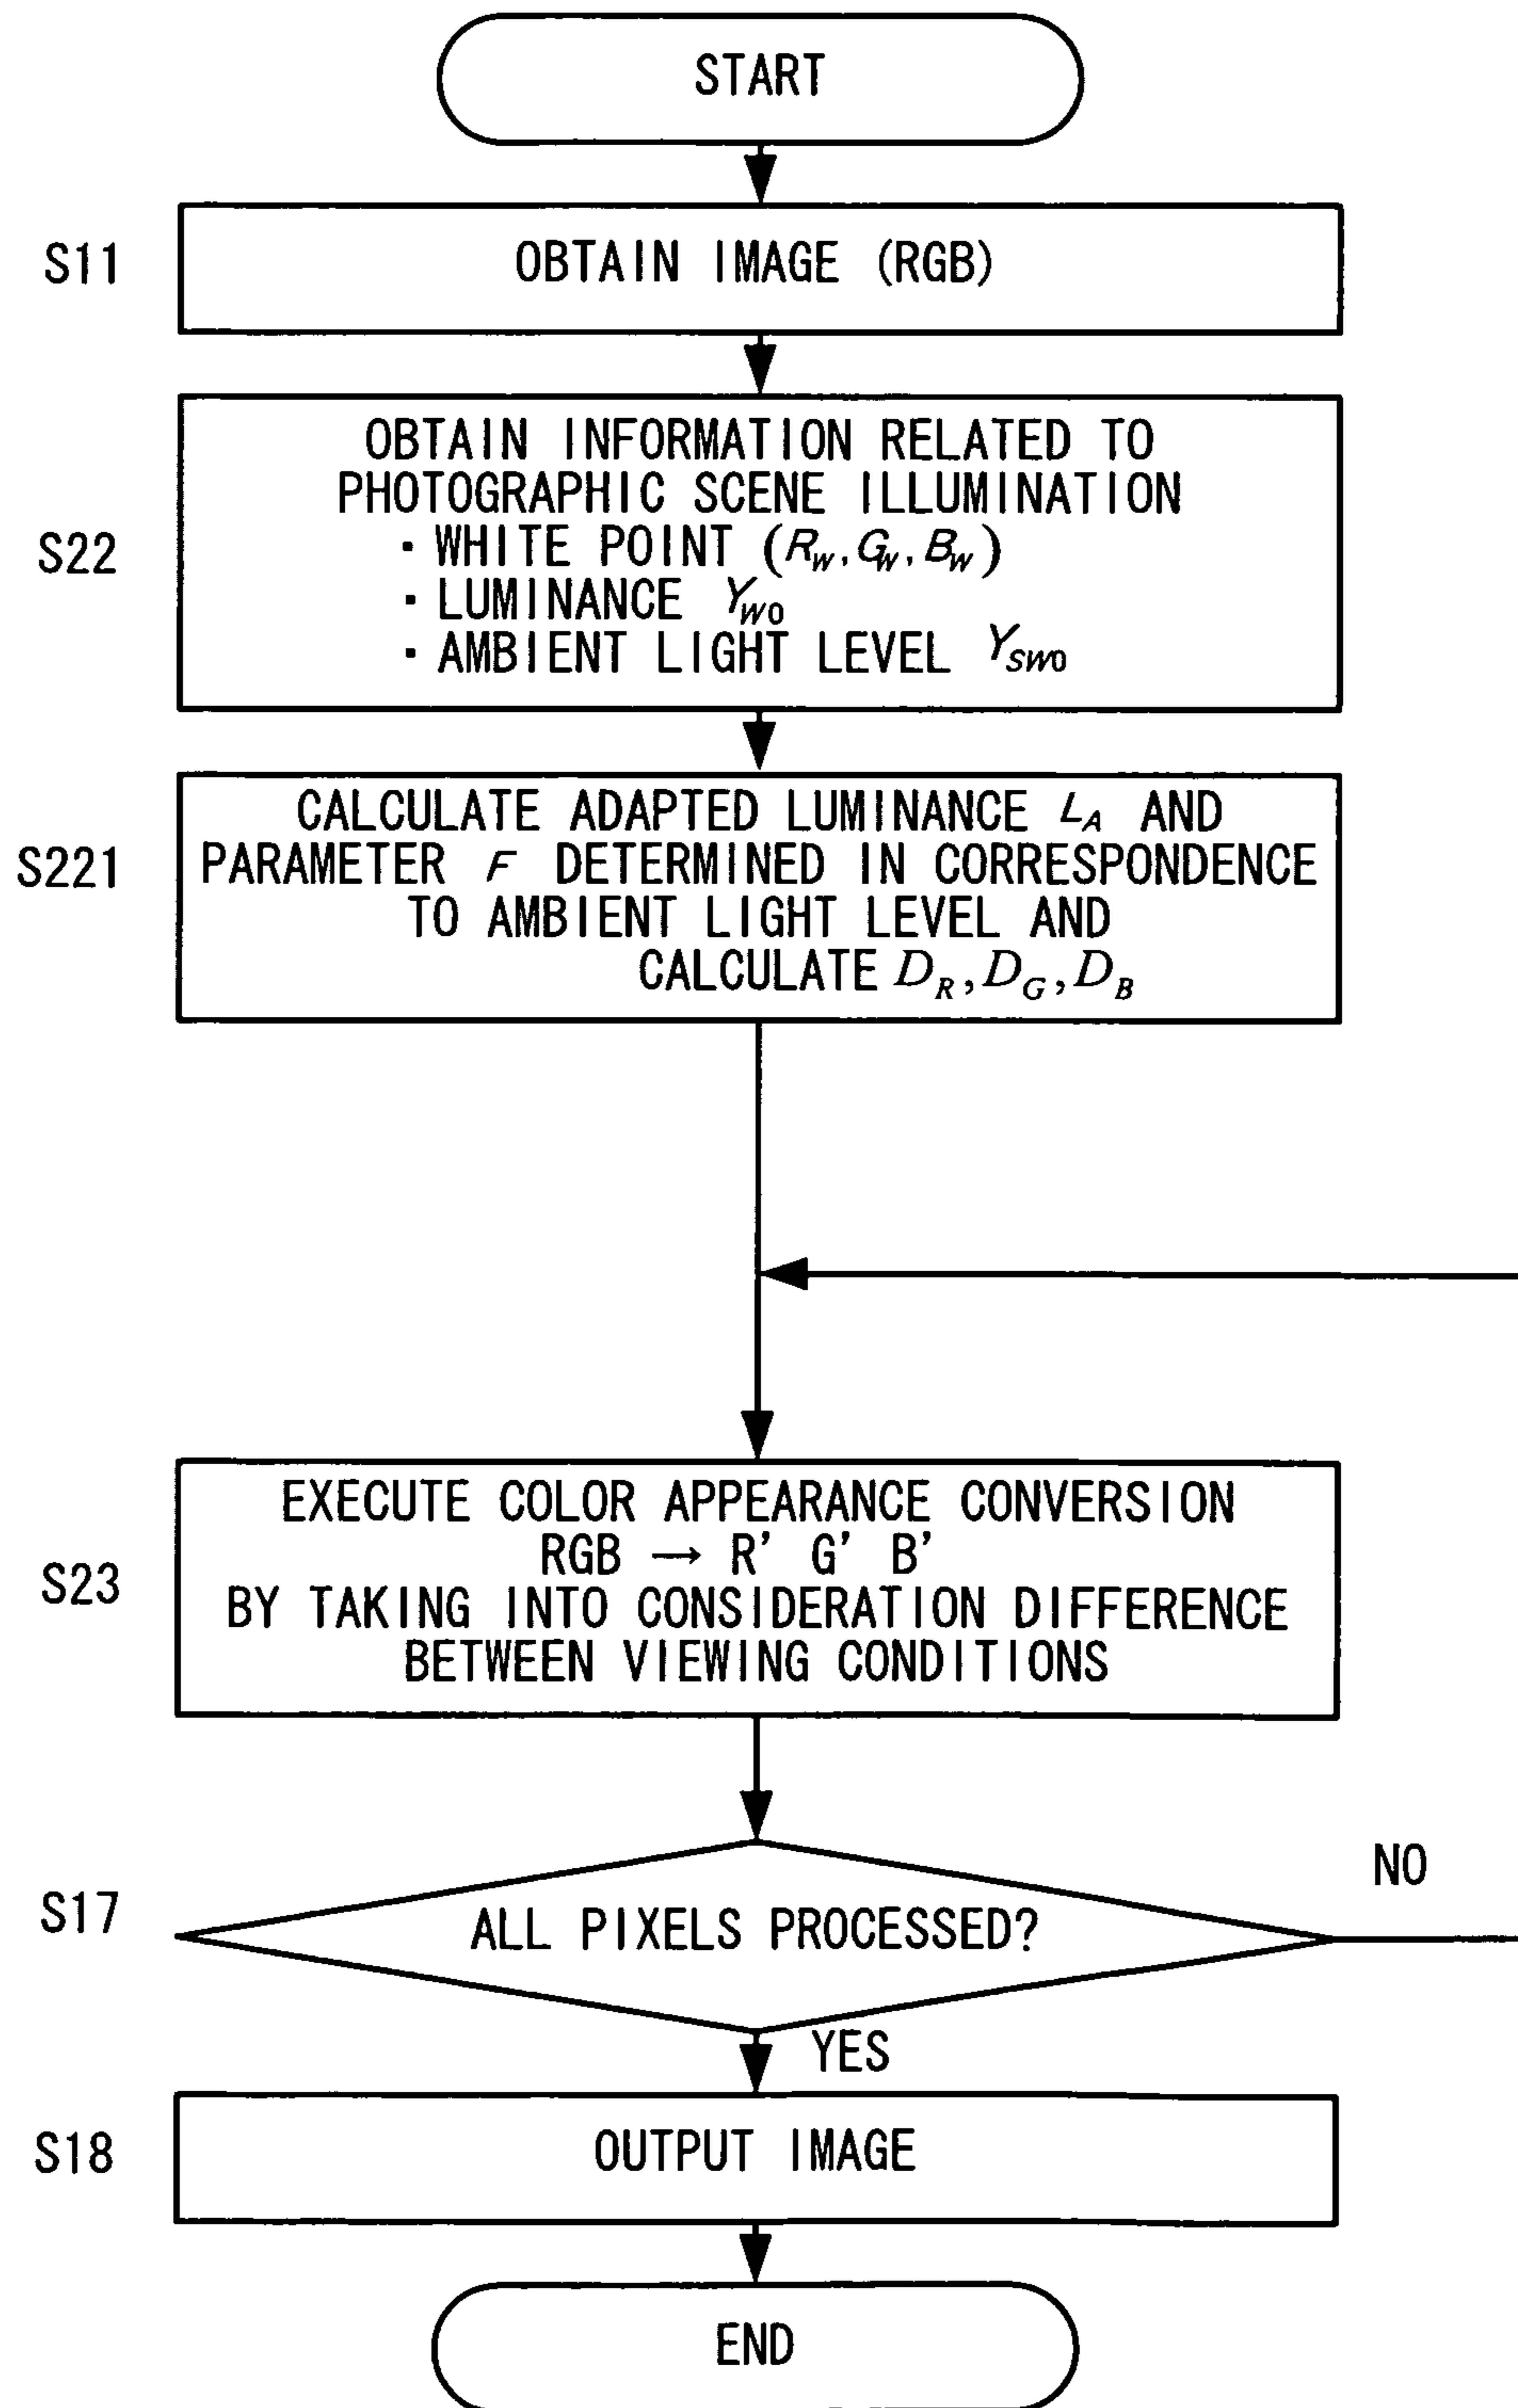 START
S11
OBTAIN IMAGE (RGB)
S22
OBTAIN INFORMATION RELATED TO
PHOTOGRAPHIC SCENE ILLUMINATION
・WHITE POINT (R_W, G_W, B_W)
・LUMINANCE Y_W0
・AMBIENT LIGHT LEVEL Y_SW0
S221
CALCULATE ADAPTED LUMINANCE L_A AND
PARAMETER F DETERMINED IN CORRESPONDENCE
TO AMBIENT LIGHT LEVEL AND
CALCULATE D_R, D_G, D_B
S23
EXECUTE COLOR APPEARANCE CONVERSION
RGB → R' G' B'
BY TAKING INTO CONSIDERATION DIFFERENCE
BETWEEN VIEWING CONDITIONS
S17
ALL PIXELS PROCESSED?
NO
YES
S18
OUTPUT IMAGE
END